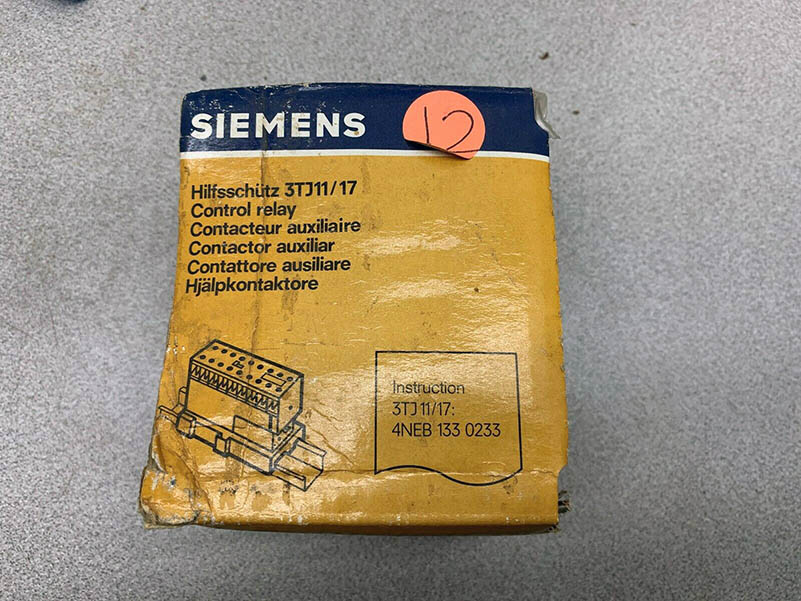 SIEMENS
12
Hilfsschütz 3TJ11/17
Control relay
Contacteur auxiliaire
Contactor auxiliar
Contattore ausiliare
Hjälpkontaktore
Instruction
3TJ 11/17:
4NEB 133 0233